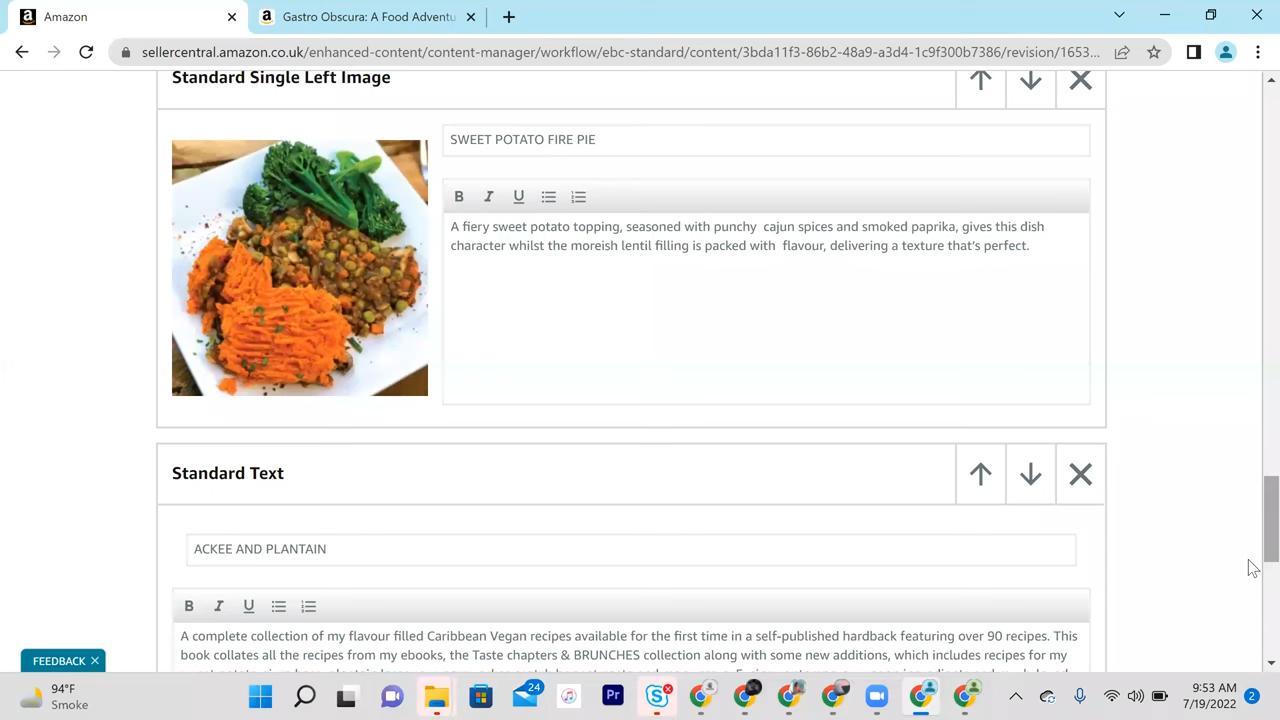 Amazon
Gastro Obscura: A Food Adventu
sellercentral.amazon.co.uk/enhanced-content/content-manager/workflow/ebc-standard/content/3bda11f3-86b2-48a9-a3d4-1c9f300b7386/revision/1653...
Standard Single Left Image
SWEET POTATO FIRE PIE
B I U
A fiery sweet potato topping, seasoned with punchy cajun spices and smoked paprika, gives this dish
character whilst the moreish lentil filling is packed with flavour, delivering a texture that's perfect.
Standard Text
ACKEE AND PLANTAIN
B I U
A complete collection of my flavour filled Caribbean Vegan recipes available for the first time in a self-published hardback featuring over 90 recipes. This
book collates all the recipes from my ebooks, the Taste chapters & BRUNCHES collection along with some new additions, which includes recipes for my
FEEDBACK
94°F
Smoke
24
Pr
9:53 AM
7/19/2022
2